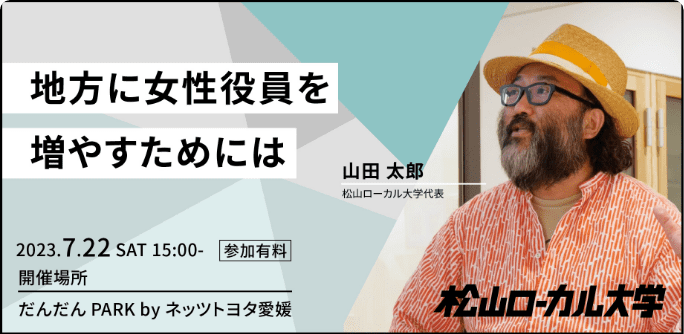 地方に女性役員を
増やすためには
山田 太郎
松山ローカル大学代表
2023.7.22 SAT 15:00- 参加有料
開催場所
だんだん PARK by ネッツトヨタ愛媛
松山ローカル大学